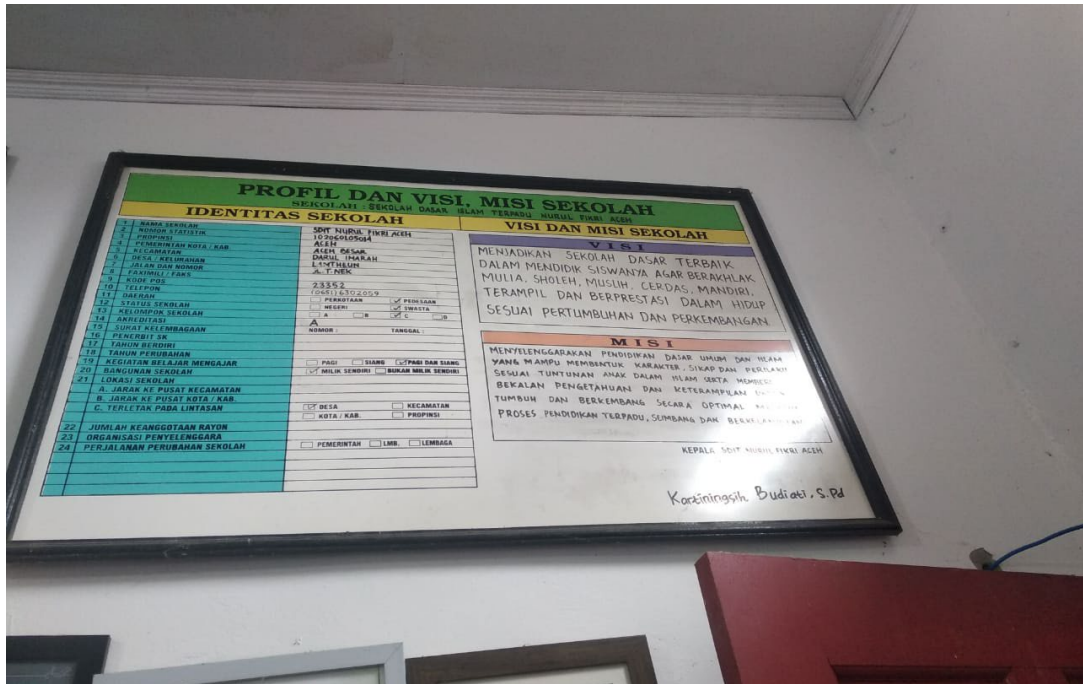 PROFIL DAN VISI, MISI SEKOLAH
SEKOLAH : SEKOLAH DASAR ISLAM TERPADU NURUL FIKRI ACEH
IDENTITAS SEKOLAH
1 NAMA SEKOLAH SDIT NURUL FIKRI ACEH
2 NOMOR STATISTIK
3 PROPINSI ACEH
4 PEMERINTAH KOTA / KAB. ACEH BESAR
5 KECAMATAN DARUL IMARAH
6 DESA / KELURAHAN LAMTHEUN
7 JALAN DAN NOMOR JL. T. NEK
8 FAXIMILI / FAKS
9 KODE POS 23352
10 TELEPON (0651) 6302059
11 DAERAH PERKOTAAN PEDESAAN
12 STATUS SEKOLAH NEGERI SWASTA
13 KELOMPOK SEKOLAH A B C D
14 AKREDITASI A
15 SURAT KELEMBAGAAN NOMOR : TANGGAL :
16 PENERBIT SK
17 TAHUN BERDIRI
18 TAHUN PERUBAHAN
19 KEGIATAN BELAJAR MENGAJAR PAGI SIANG PAGI DAN SIANG
20 BANGUNAN SEKOLAH MILIK SENDIRI BUKAN MILIK SENDIRI
21 LOKASI SEKOLAH
A. JARAK KE PUSAT KECAMATAN
B. JARAK KE PUSAT KOTA / KAB.
C. TERLETAK PADA LINTASAN DESA KECAMATAN
KOTA / KAB. PROPINSI
22 JUMLAH KEANGGOTAAN RAYON
23 ORGANISASI PENYELENGGARA PEMERINTAH LMB. LEMBAGA
24 PERJALANAN PERUBAHAN SEKOLAH
VISI DAN MISI SEKOLAH
VISI
MENJADIKAN SEKOLAH DASAR TERBAIK
DALAM MENDIDIK SISWANYA AGAR BERAKHLAK
MULIA, SHOLEH, MUSLIH, CERDAS, MANDIRI,
TERAMPIL DAN BERPRESTASI DALAM HIDUP
SESUAI PERTUMBUHAN DAN PERKEMBANGAN
MISI
MENYELENGGARAKAN PENDIDIKAN DASAR UMUM DAN ISLAM
YANG MAMPU MEMBENTUK KARAKTER, SIKAP DAN
SESUAI TUNTUNAN ANAK DALAM ISLAM SERTA
BEKALAN PENGETAHUAN DAN KETERAMPILAN
TUMBUH DAN BERKEMBANG SECARA OPTIMAL
PROSES PENDIDIKAN TERPADU, SEIMBANG DAN
KEPALA SDIT NURUL FIKRI ACEH
Kartiningsih Budiati, S.Pd